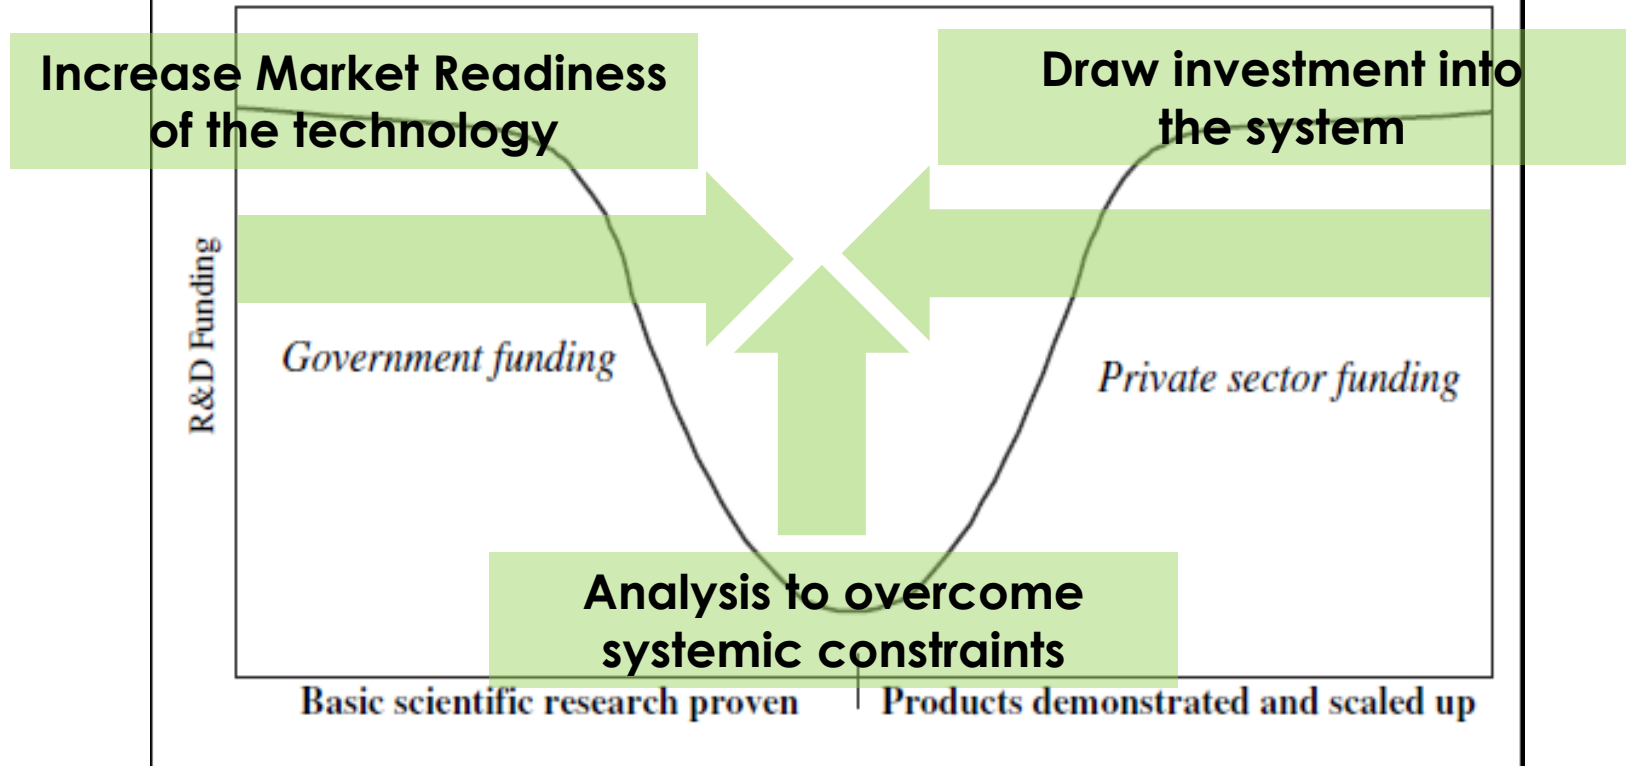 Increase Market Readiness
of the technology
Draw investment into
the system
R&D Funding
Government funding
Private sector funding
Analysis to overcome
systemic constraints
Basic scientific research proven
Products demonstrated and scaled up